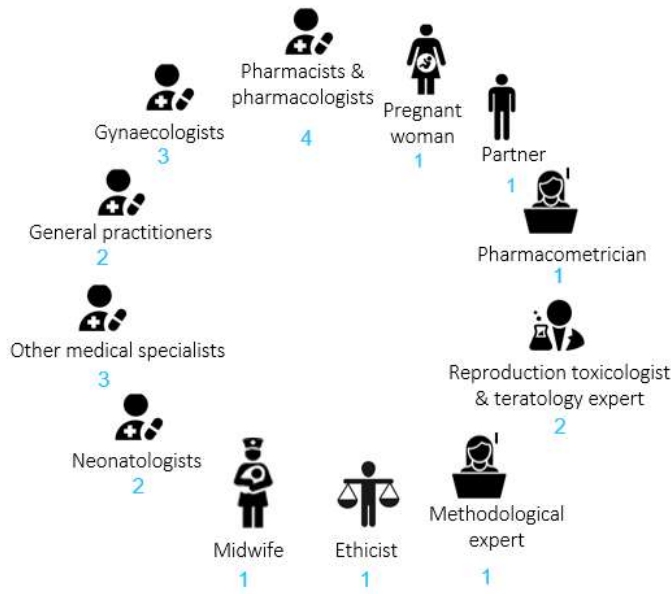 Pharmacists &
pharmacologists
4
Pregnant
woman
1
Partner
1
Pharmacometrician
1
Reproduction toxicologist
& teratology expert
2
Methodological
expert
1
Ethicist
1
Midwife
1
Neonatologists
2
Other medical specialists
3
General practitioners
2
Gynaecologists
3